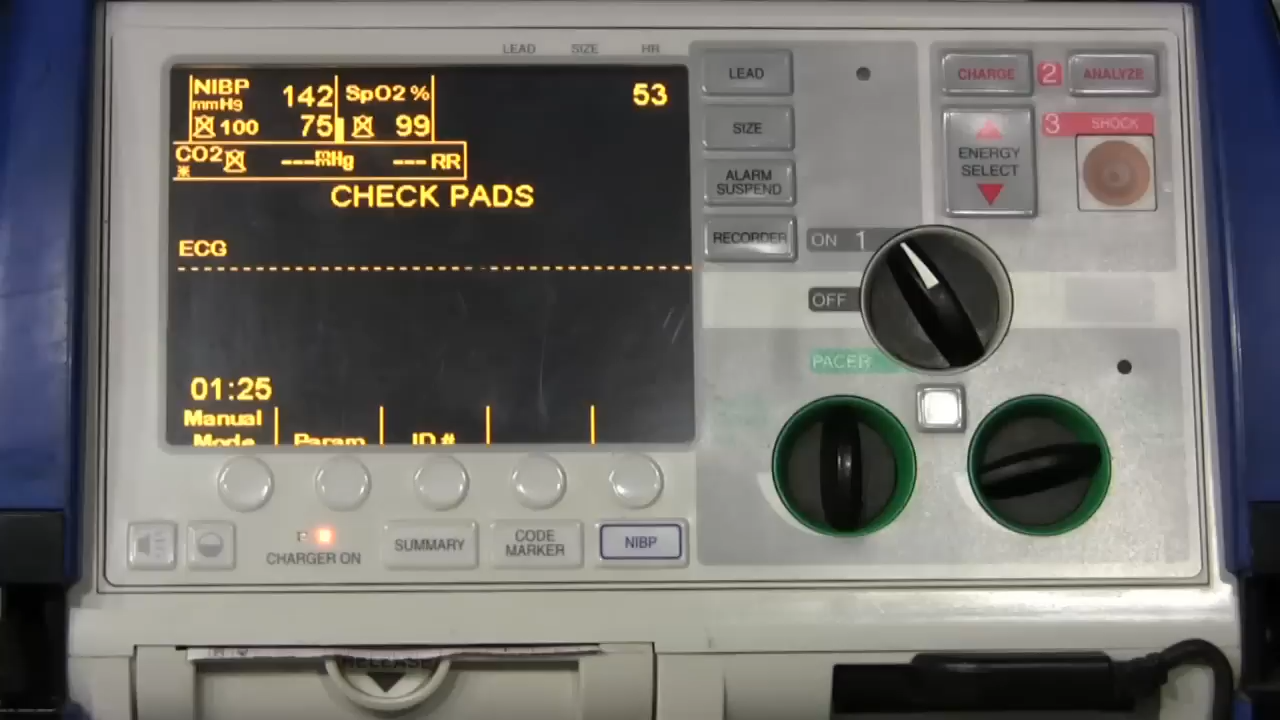 LEAD SIZE HR
NIBP 142 SpO2 % 53
mmHg
100 75 99
CO2 ---mmHg --- RR
*
CHECK PADS
ECG
01:25
Manual
Mode Param ID #
LEAD
SIZE
ALARM
SUSPEND
RECORDER
CHARGE 2 ANALYZE
ENERGY
SELECT
3 SHOCK
ON 1
OFF
PACER
CHARGER ON
SUMMARY
CODE
MARKER
NIBP
RELEASE